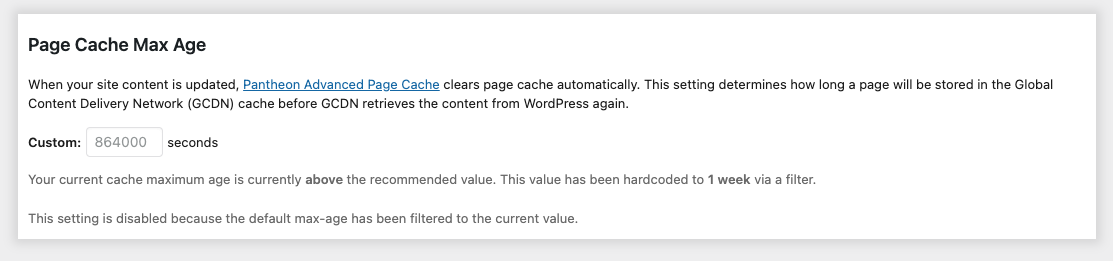 Page Cache Max Age
When your site content is updated, Pantheon Advanced Page Cache clears page cache automatically. This setting determines how long a page will be stored in the Global
Content Delivery Network (GCDN) cache before GCDN retrieves the content from WordPress again.
Custom: 864000 seconds
Your current cache maximum age is currently above the recommended value. This value has been hardcoded to 1 week via a filter.
This setting is disabled because the default max-age has been filtered to the current value.